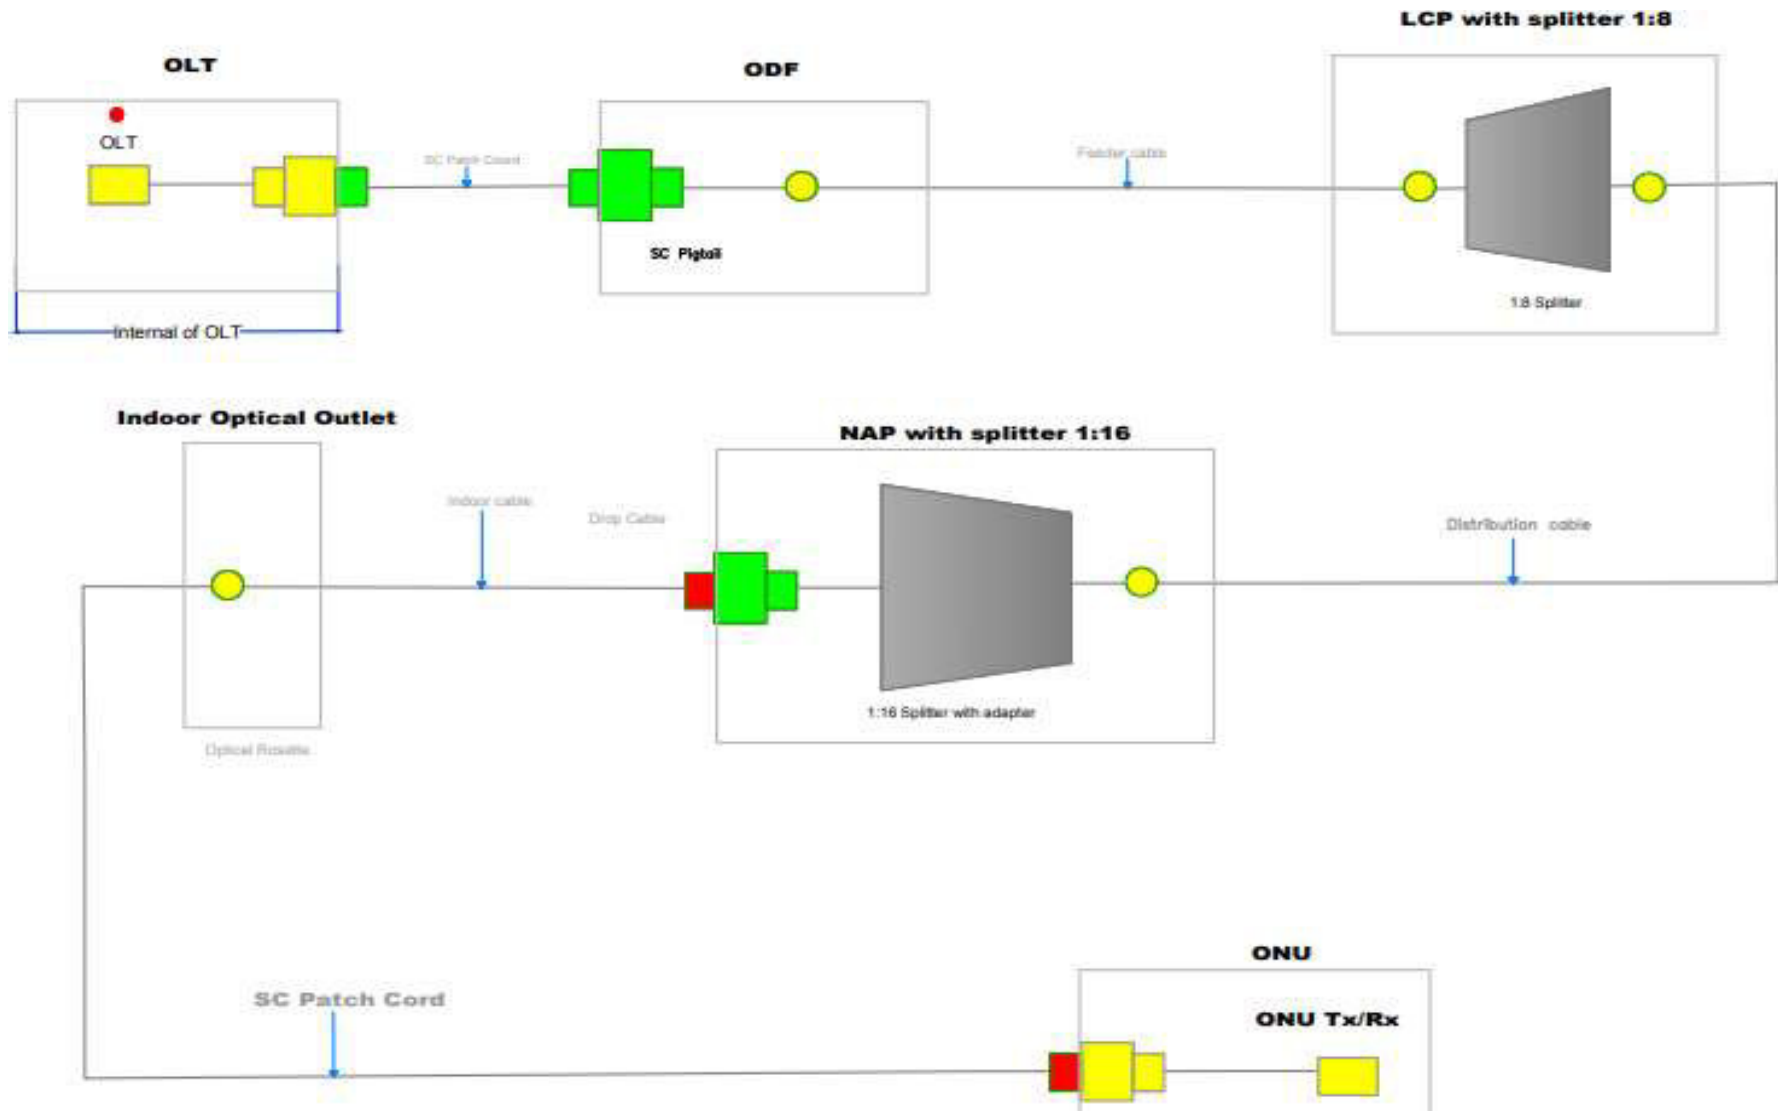 LCP with splitter 1:8
OLT
ODF
OLT
SC Patch Coard
Feeder cable
SC Pigtail
1:8 Splitter
Internal of OLT
Indoor Optical Outlet
NAP with splitter 1:16
Indoor cable
Drop Cable
Distribution cable
1:16 Splitter with adapter
Optical Rosette
ONU
SC Patch Cord
ONU Tx/Rx